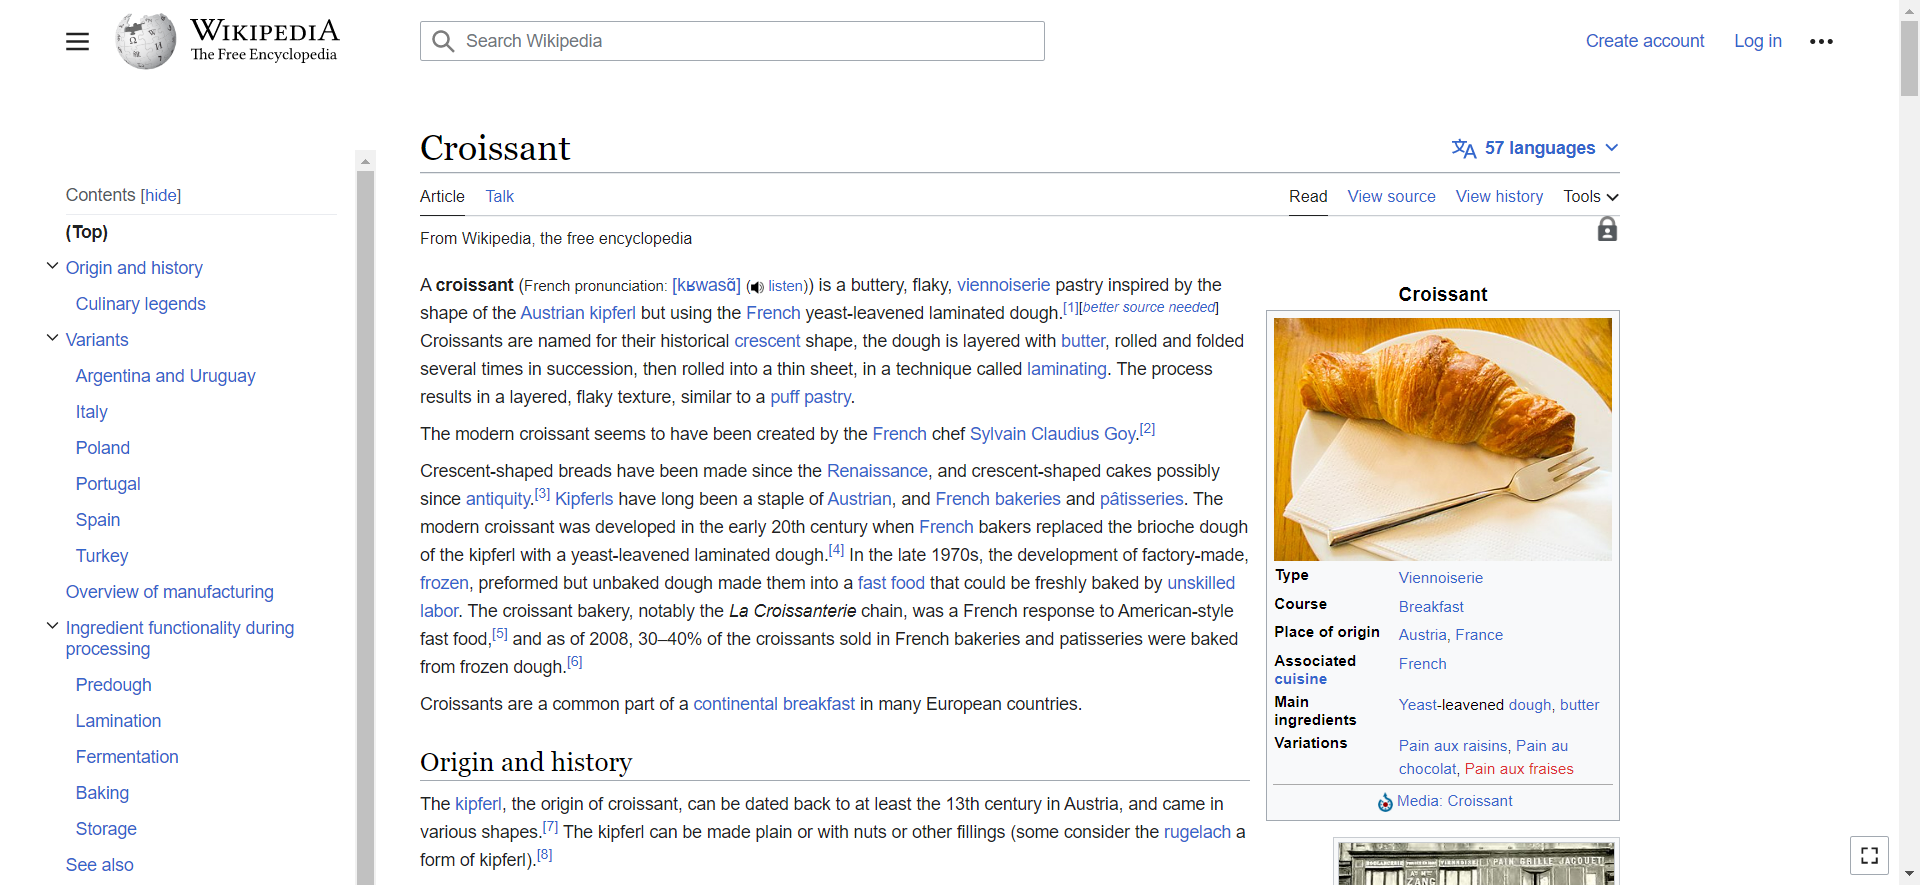 WIKIPEDIA
The Free Encyclopedia
Search Wikipedia
Create account
Log in
Contents [hide]
(Top)
Origin and history
Culinary legends
Variants
Argentina and Uruguay
Italy
Poland
Portugal
Spain
Turkey
Overview of manufacturing
Ingredient functionality during
processing
Predough
Lamination
Fermentation
Baking
Storage
See also
Croissant
57 languages
Article Talk
Read View source View history Tools
From Wikipedia, the free encyclopedia
A croissant (French pronunciation: [kʁwasɑ̃] (listen)) is a buttery, flaky, viennoiserie pastry inspired by the
shape of the Austrian kipferl but using the French yeast-leavened laminated dough.[1][better source needed]
Croissants are named for their historical crescent shape, the dough is layered with butter, rolled and folded
several times in succession, then rolled into a thin sheet, in a technique called laminating. The process
results in a layered, flaky texture, similar to a puff pastry.
The modern croissant seems to have been created by the French chef Sylvain Claudius Goy.[2]
Crescent-shaped breads have been made since the Renaissance, and crescent-shaped cakes possibly
since antiquity.[3] Kipferls have long been a staple of Austrian, and French bakeries and pâtisseries. The
modern croissant was developed in the early 20th century when French bakers replaced the brioche dough
of the kipferl with a yeast-leavened laminated dough.[4] In the late 1970s, the development of factory-made,
frozen, preformed but unbaked dough made them into a fast food that could be freshly baked by unskilled
labor. The croissant bakery, notably the La Croissanterie chain, was a French response to American-style
fast food,[5] and as of 2008, 30–40% of the croissants sold in French bakeries and patisseries were baked
from frozen dough.[6]
Croissants are a common part of a continental breakfast in many European countries.
Origin and history
The kipferl, the origin of croissant, can be dated back to at least the 13th century in Austria, and came in
various shapes.[7] The kipferl can be made plain or with nuts or other fillings (some consider the rugelach a
form of kipferl).[8]
Croissant
Type Viennoiserie
Course Breakfast
Place of origin Austria, France
Associated French
cuisine
Main Yeast-leavened dough, butter
ingredients
Variations Pain aux raisins, Pain au
chocolat, Pain aux fraises
Media: Croissant
PAIN GRILLE JACQUET
ZANG